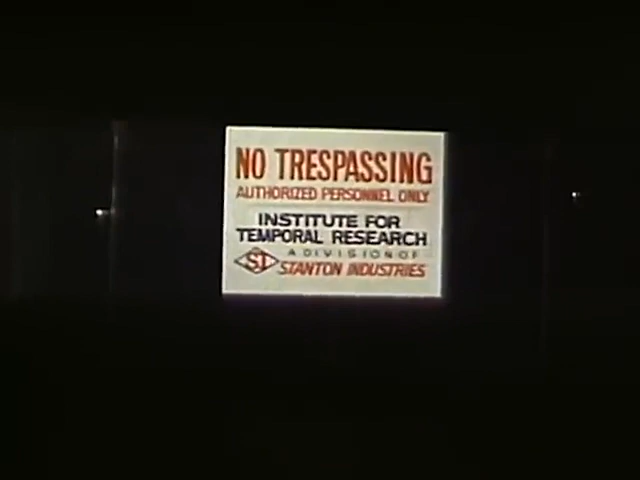 NO TRESPASSING
AUTHORIZED PERSONNEL ONLY
INSTITUTE FOR
TEMPORAL RESEARCH
A DIVISION OF
SI STANTON INDUSTRIES